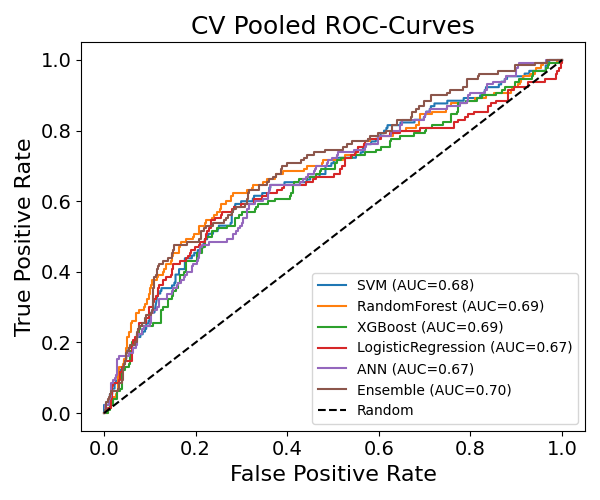 CV Pooled ROC-Curves
True Positive Rate
1.0
0.8
0.6
0.4
0.2
0.0
SVM (AUC=0.68)
RandomForest (AUC=0.69)
XGBoost (AUC=0.69)
LogisticRegression (AUC=0.67)
ANN (AUC=0.67)
Ensemble (AUC=0.70)
Random
0.0 0.2 0.4 0.6 0.8 1.0
False Positive Rate